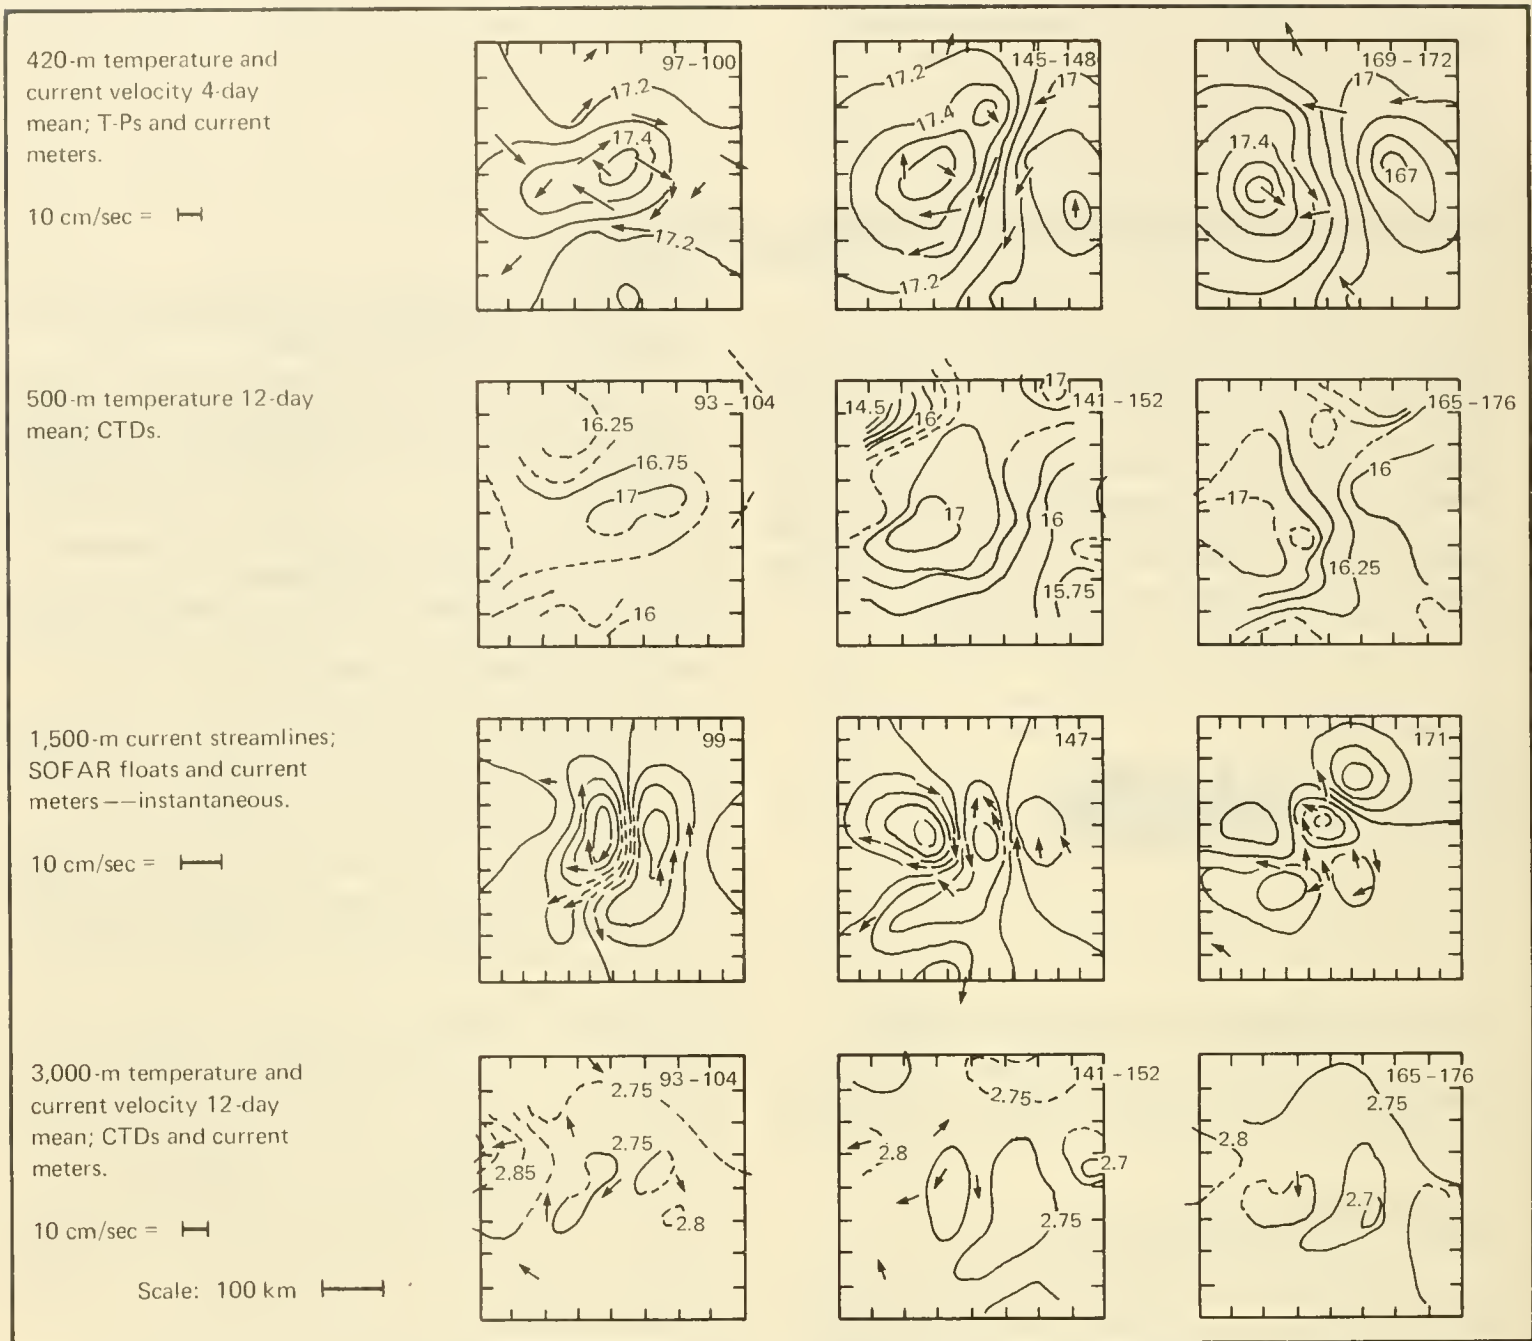 420-m temperature and
current velocity 4-day
mean; T-Ps and current
meters.
10 cm/sec =
97-100
17.2
17.4
17.2
145-148
17.2
17
17.4
17.2
169-172
17
17.4
167
500-m temperature 12-day
mean; CTDs.
93-104
16.25
16.75
17
16
141-152
14.5
16
17
17
16
15.75
165-176
16
-17
16.25
1,500-m current streamlines;
SOFAR floats and current
meters--instantaneous.
10 cm/sec =
99
147
171
3,000-m temperature and
current velocity 12-day
mean; CTDs and current
meters.
10 cm/sec =
Scale: 100 km
93-104
2.75
2.75
2.85
2.8
141-152
2.75
2.8
2.7
2.75
165-176
2.75
2.8
2.7